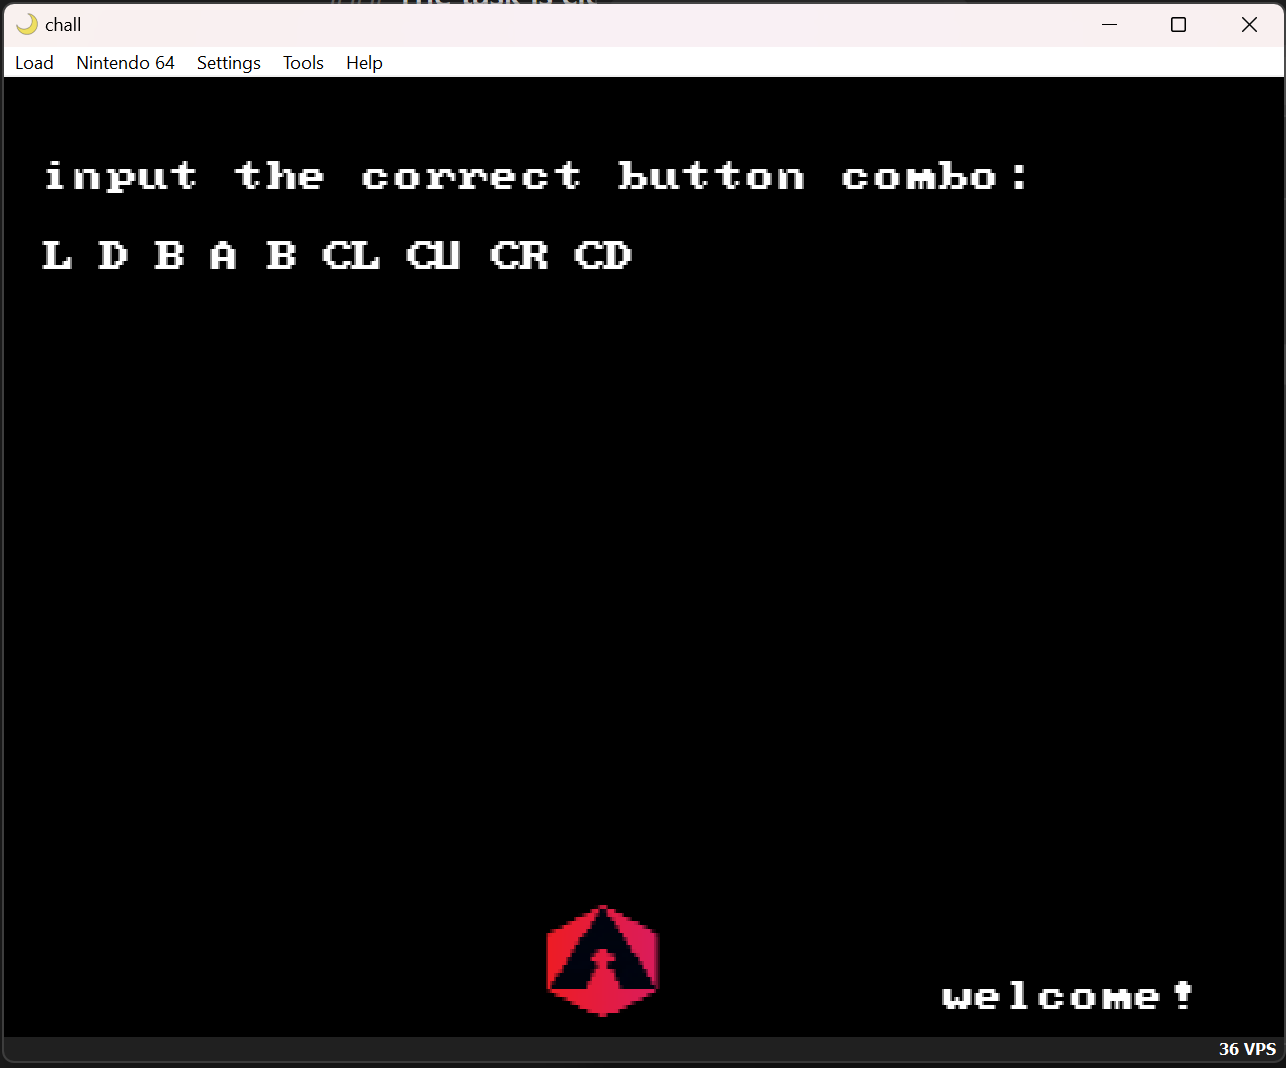 chall
Load Nintendo 64 Settings Tools Help
input the correct button combo:
L D B A B CL CU CR CD
welcome!
36 VPS